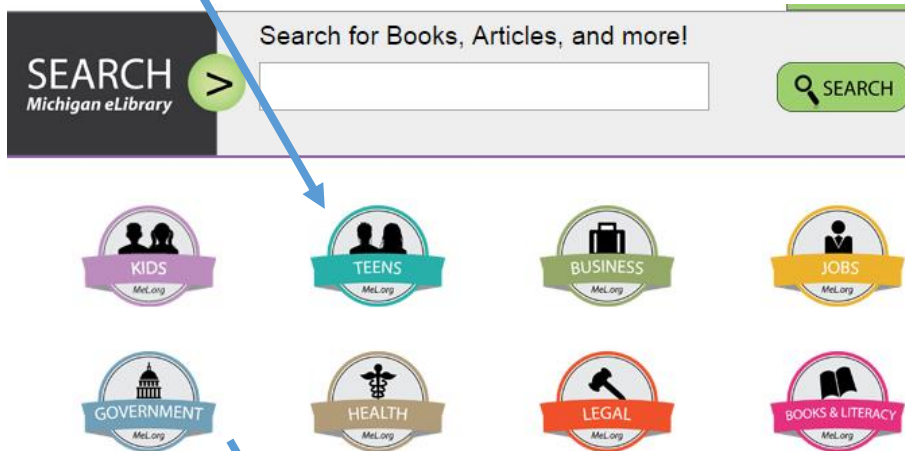 Search for Books, Articles, and more!
SEARCH
Michigan eLibrary
>
SEARCH
KIDS
MeL.org
TEENS
MeL.org
BUSINESS
MeL.org
JOBS
MeL.org
GOVERNMENT
MeL.org
HEALTH
MeL.org
LEGAL
MeL.org
BOOKS & LITERACY
MeL.org